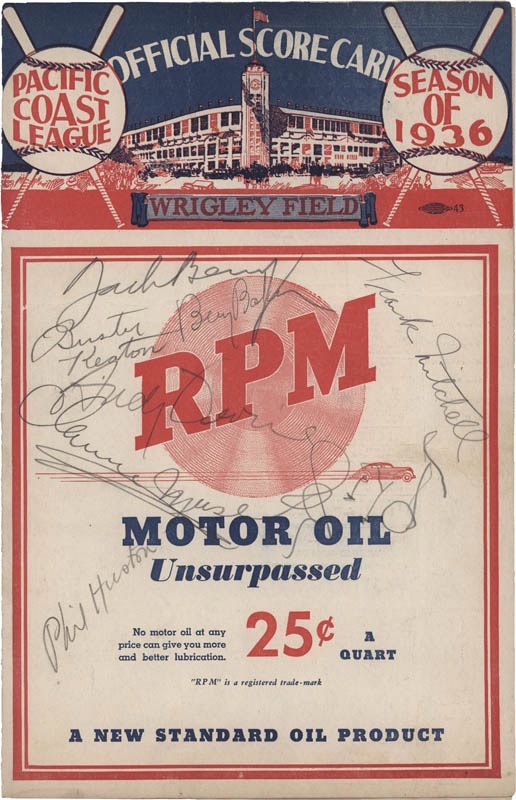 OFFICIAL SCORE CARD
PACIFIC
COAST
LEAGUE
SEASON
OF
1936
WRIGLEY FIELD
43
Jack Benny
Buster
Keaton
Frank Mitchell
RPM
MOTOR OIL
Unsurpassed
Phil Huston
No motor oil at any
price can give you more
and better lubrication.
25¢
A
QUART
"RPM" is a registered trade-mark
A NEW STANDARD OIL PRODUCT